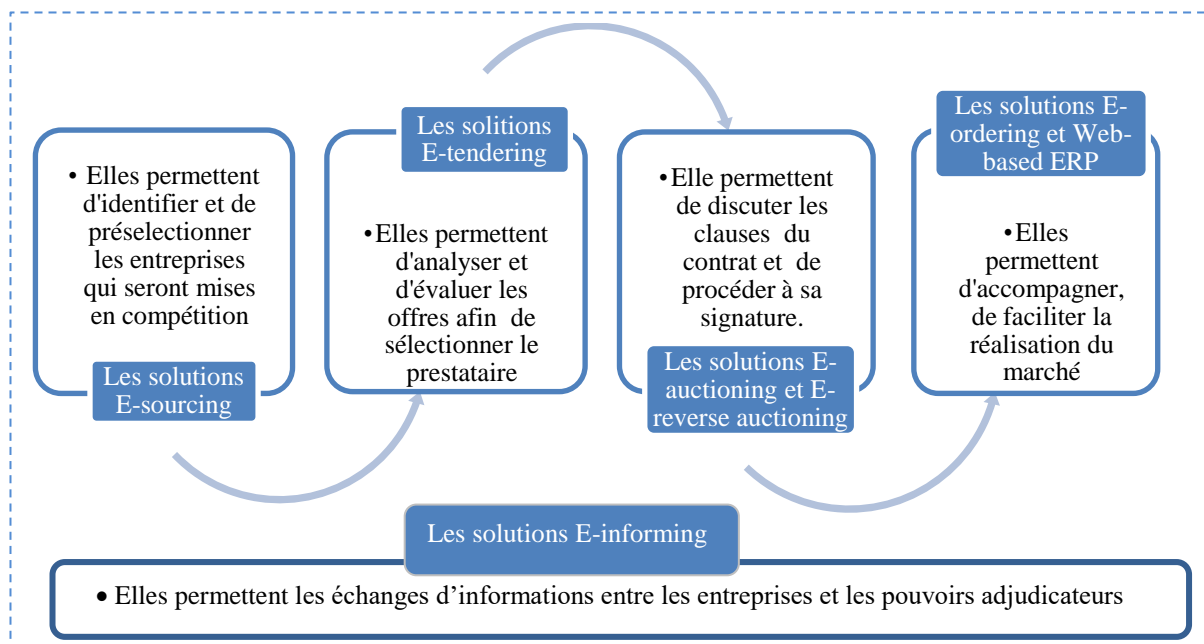 • Elles permettent
d'identifier et de
préselectionner
les entreprises
qui seront mises
en compétition
Les solutions
E-sourcing
Les solitions
E-tendering
•Elles permettent
d'analyser et
d'évaluer les
offres afin de
sélectionner le
prestataire
•Elle permettent
de discuter les
clauses du
contrat et de
procéder à sa
signature.
Les solutions E-
auctioning et E-
reverse auctioning
Les solutions E-
ordering et Web-
based ERP
•Elles
permettent
d'accompagner,
de faciliter la
réalisation du
marché
Les solutions E-informing
• Elles permettent les échanges d’informations entre les entreprises et les pouvoirs adjudicateurs